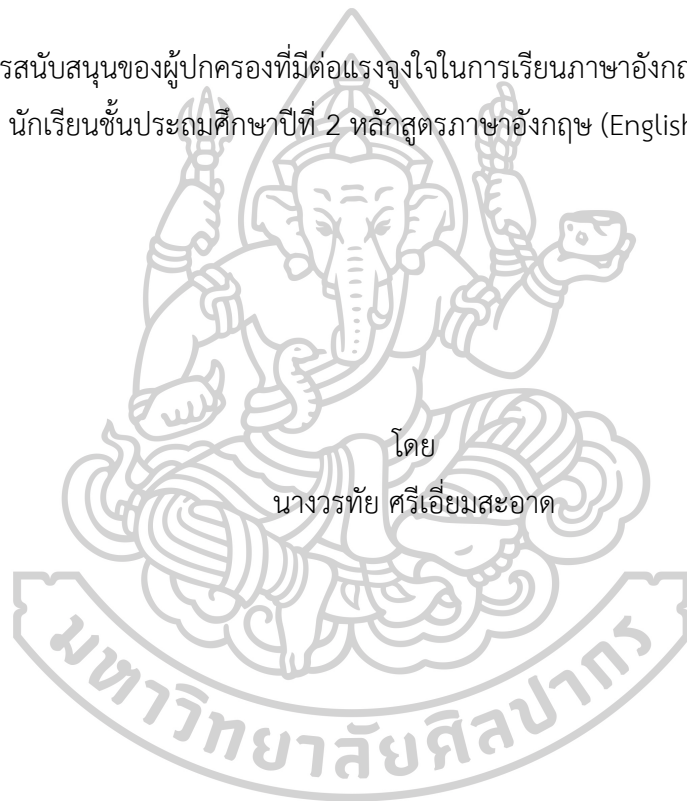 รสนับสนุนของผู้ปกครองที่มีต่อแรงจูงใจในการเรียนภาษาอังกฤ
นักเรียนชั้นประถมศึกษาปีที่ 2 หลักสูตรภาษาอังกฤษ (English
โดย
นางวรทัย ศรีเอี่ยมสะอาด
มหาวิทยาลัยศิลปากร